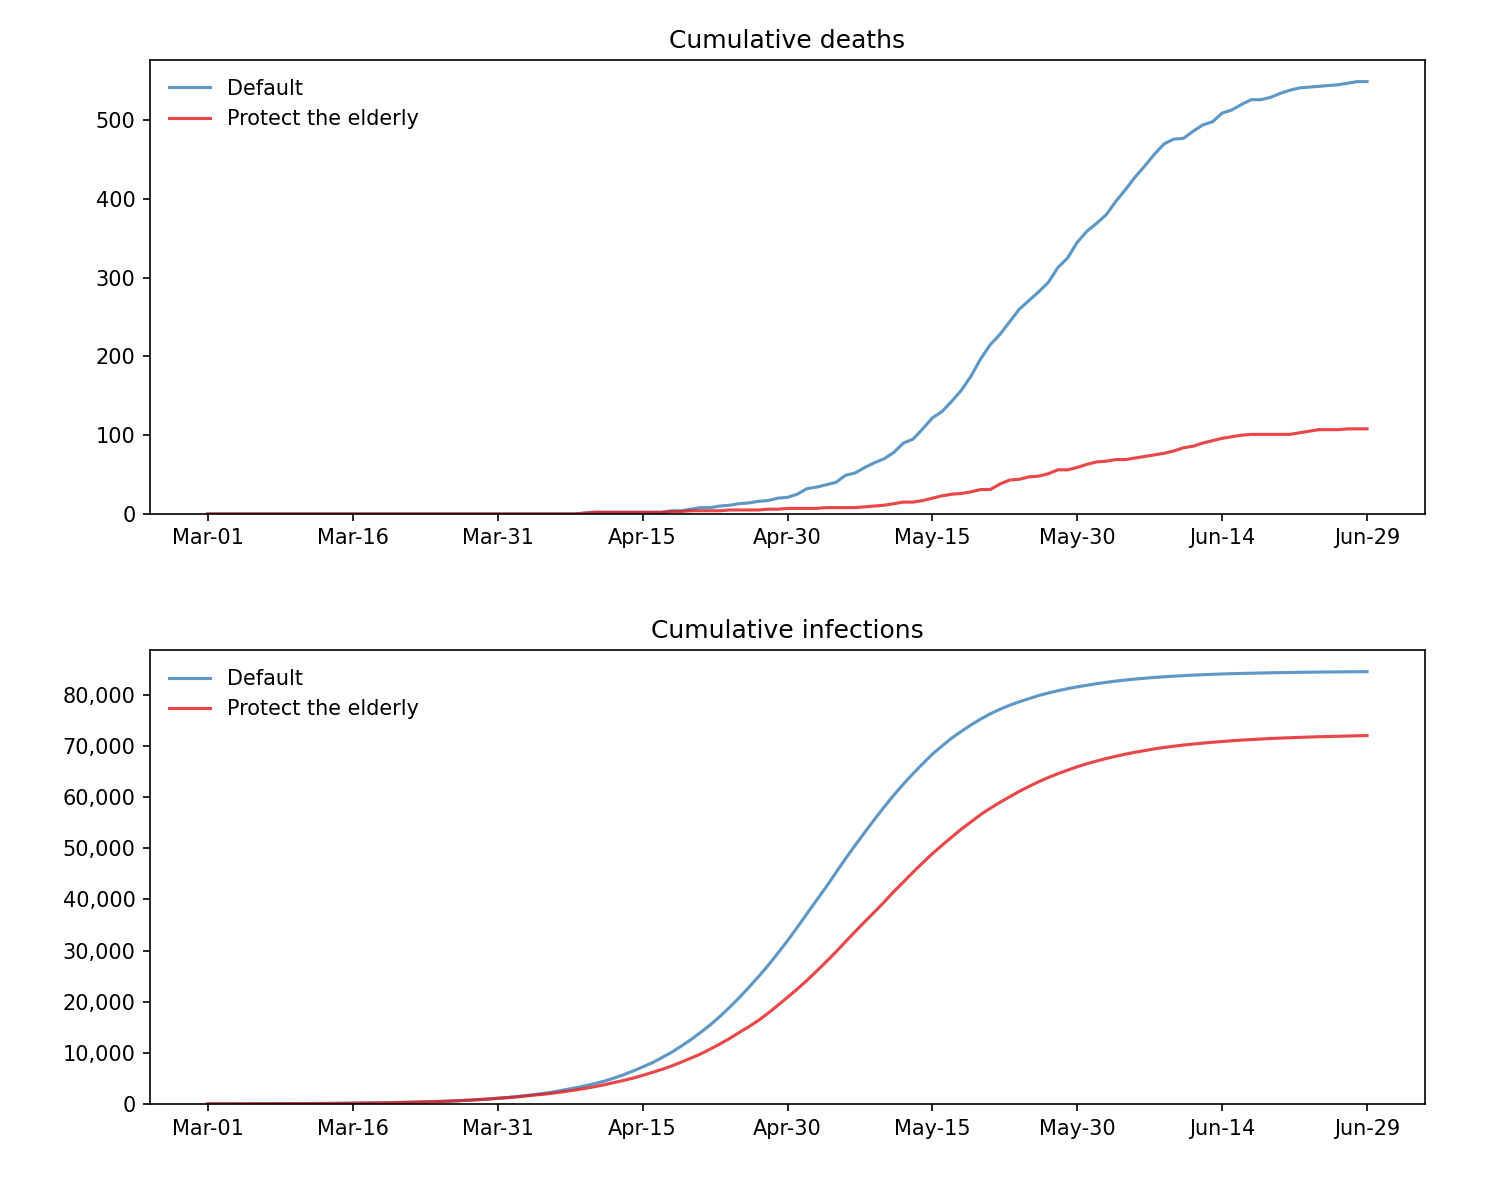 Cumulative deaths
Default
Protect the elderly
500
400
300
200
100
0
Mar-01 Mar-16 Mar-31 Apr-15 Apr-30 May-15 May-30 Jun-14 Jun-29
Cumulative infections
Default
Protect the elderly
80,000
70,000
60,000
50,000
40,000
30,000
20,000
10,000
0
Mar-01 Mar-16 Mar-31 Apr-15 Apr-30 May-15 May-30 Jun-14 Jun-29